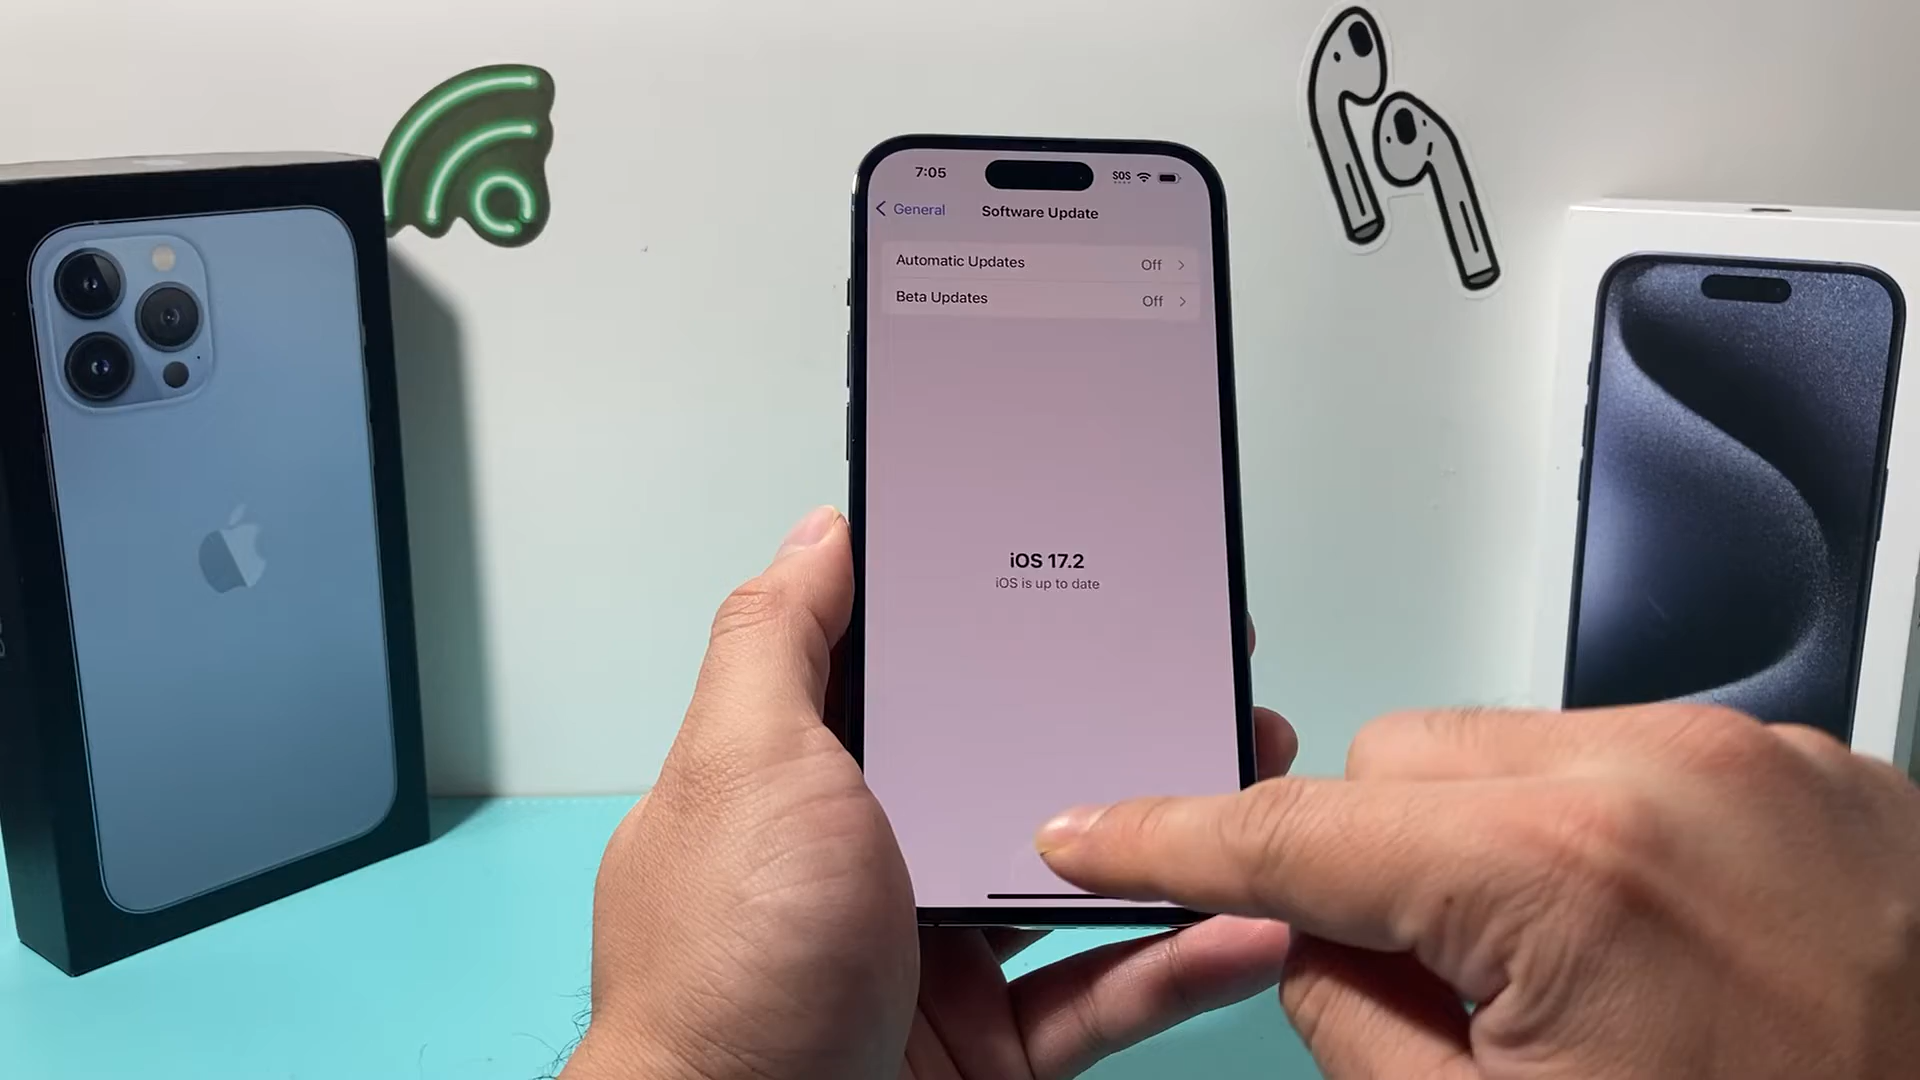 7:05
SOS
General
Software Update
Automatic Updates Off
Beta Updates Off
iOS 17.2
iOS is up to date